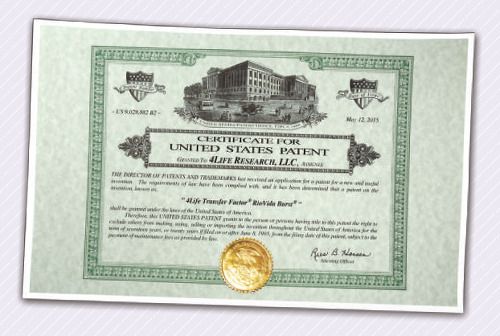 - US 9,028,882 B2 -
May 12, 2015
UNITED STATES PATENT OFFICE, CIRCA
CERTIFICATE FOR
UNITED STATES PATENT
GRANTED TO 4LIFE RESEARCH, LLC, ASSIGNEE
THE DIRECTOR OF PATENTS AND TRADEMARKS has received an application for a patent for a new and useful
invention. The requirements of law have been complied with, and it has been determined that a patent on the
invention, known as,
" 4Life Transfer Factor® RioVida Burst® "
shall be granted under the laws of the United States of America.
Therefore, this UNITED STATES PATENT grants to the person or persons having title to this patent the right to
exclude others from making, using, selling or importing the invention throughout the United States of America for the
term of seventeen years, or twenty years if filed on or after June 8, 1995, from the filing date of this patent, subject to the
payment of maintenance fees as provided by law.
Attesting Officer